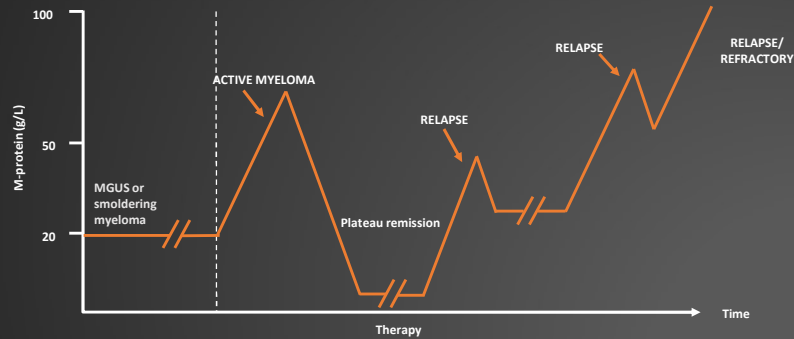 100
RELAPSE
RELAPSE/
REFRACTORY
ACTIVE MYELOMA
M-protein (g/L)
50
RELAPSE
MGUS or
smoldering
myeloma
Plateau remission
20
Time
Therapy